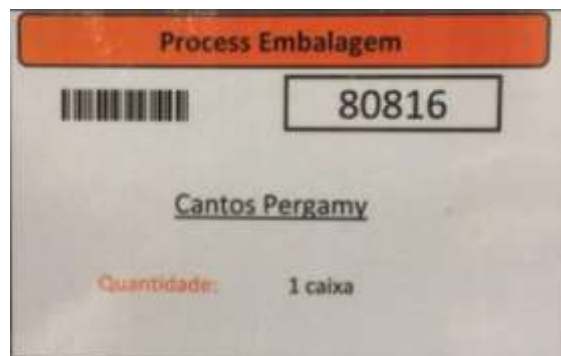 Process Embalagem
80816
Cantos Pergamy
Quantidade: 1 caixa